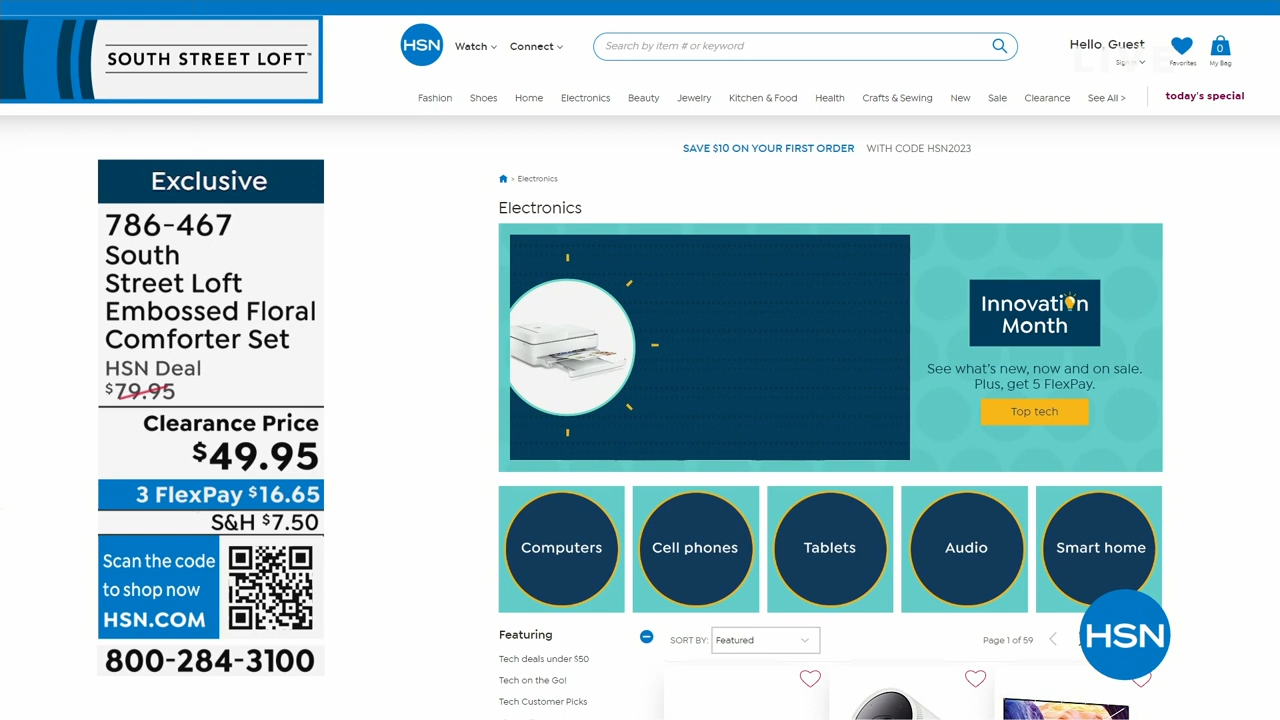 SOUTH STREET LOFT™
Exclusive
786-467
South
Street Loft
Embossed Floral
Comforter Set
HSN Deal
$79.95
Clearance Price
$49.95
3 FlexPay $16.65
S&H $7.50
Scan the code
to shop now
HSN.COM
800-284-3100
HSN
Watch
Connect
Search by item # or keyword
Hello, Guest
Sign In
LIVE
Favorites
0
My Bag
Fashion Shoes Home Electronics Beauty Jewelry Kitchen & Food Health Crafts & Sewing New Sale Clearance See All > today's special
SAVE $10 ON YOUR FIRST ORDER WITH CODE HSN2023
> Electronics
Electronics
Innovation
Month
See what's new, now and on sale.
Plus, get 5 FlexPay.
Top tech
Computers
Cell phones
Tablets
Audio
Smart home
Featuring
SORT BY: Featured
Page 1 of 59
Tech deals under $50
Tech on the Go!
Tech Customer Picks
HSN